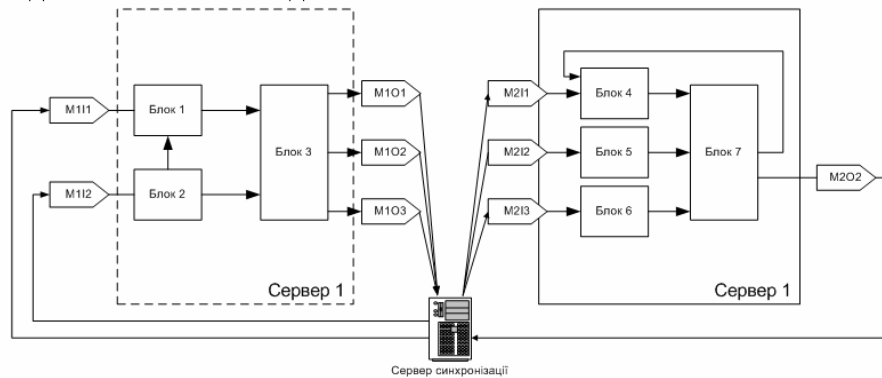 M1I1
M1I2
Блок 1
Блок 2
Блок 3
Сервер 1
M1O1
M1O2
M1O3
M2I1
M2I2
M2I3
Блок 4
Блок 5
Блок 6
Блок 7
Сервер 1
M2O2
Сервер синхронізації